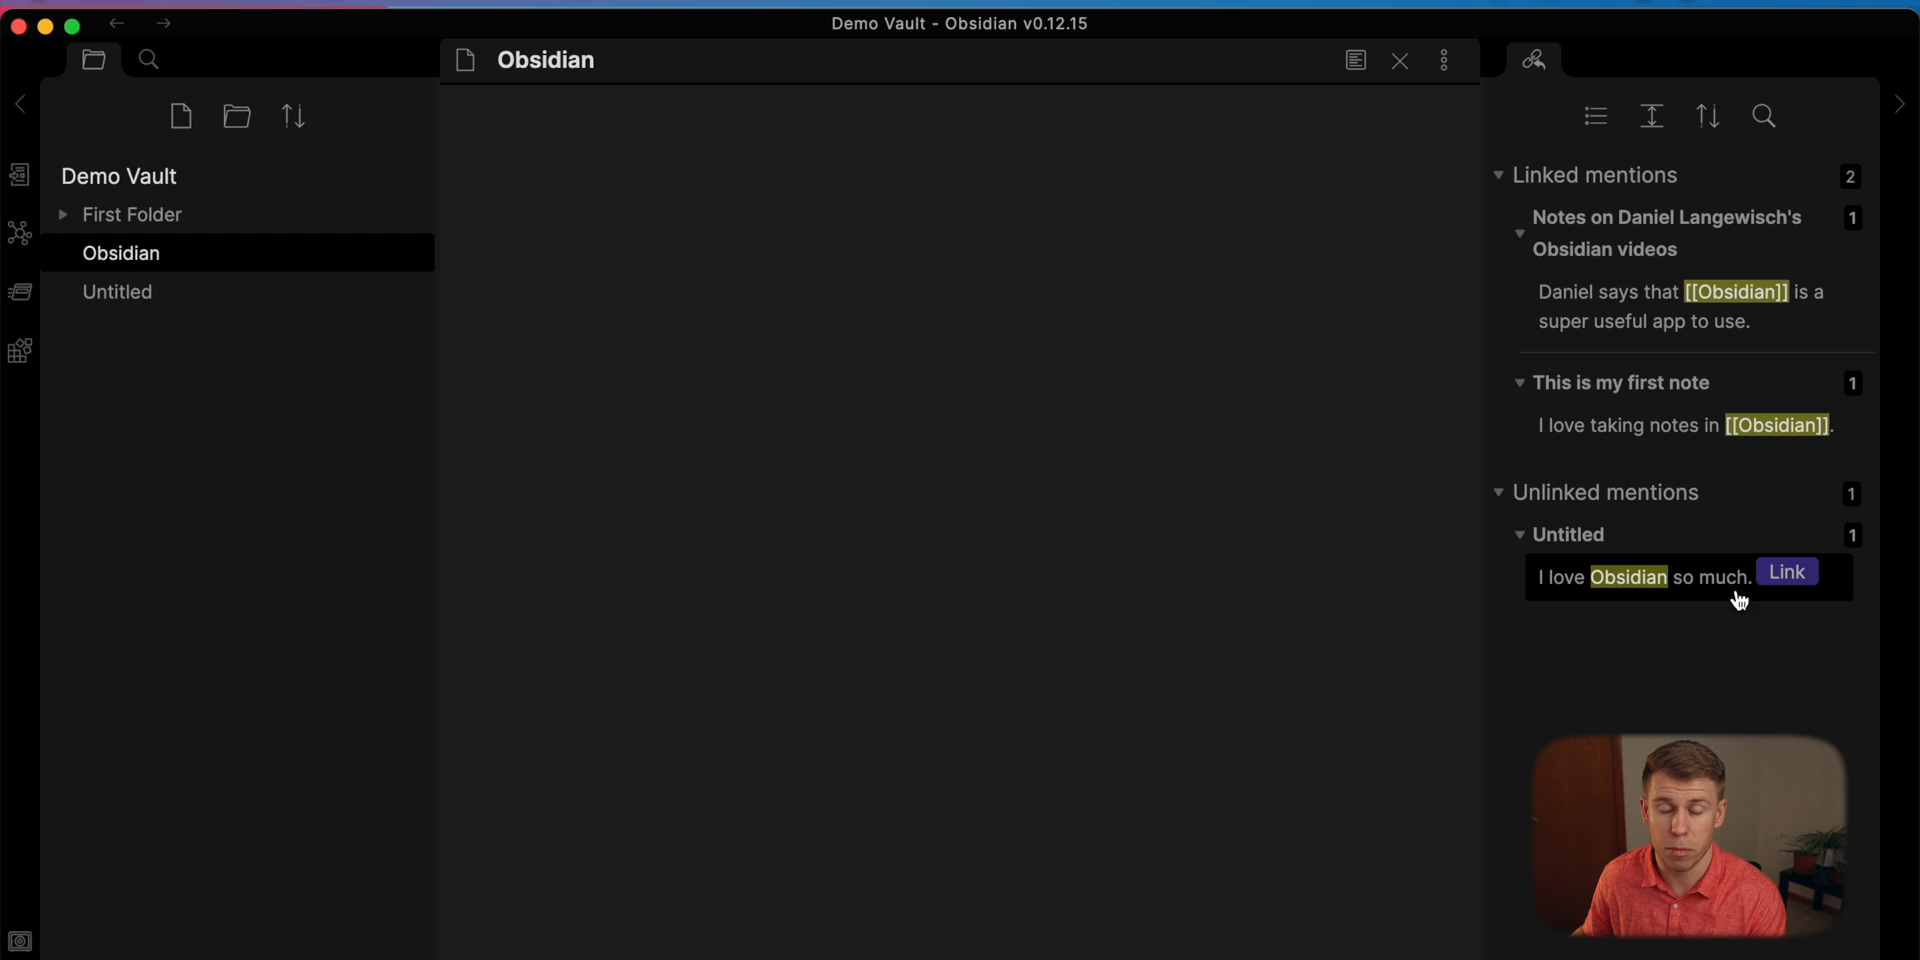 Demo Vault - Obsidian v0.12.15
Obsidian
Demo Vault
First Folder
Obsidian
Untitled
Linked mentions 2
Notes on Daniel Langewisch's 1
Obsidian videos
Daniel says that [[Obsidian]] is a
super useful app to use.
This is my first note 1
I love taking notes in [[Obsidian]].
Unlinked mentions 1
Untitled 1
I love Obsidian so much. Link